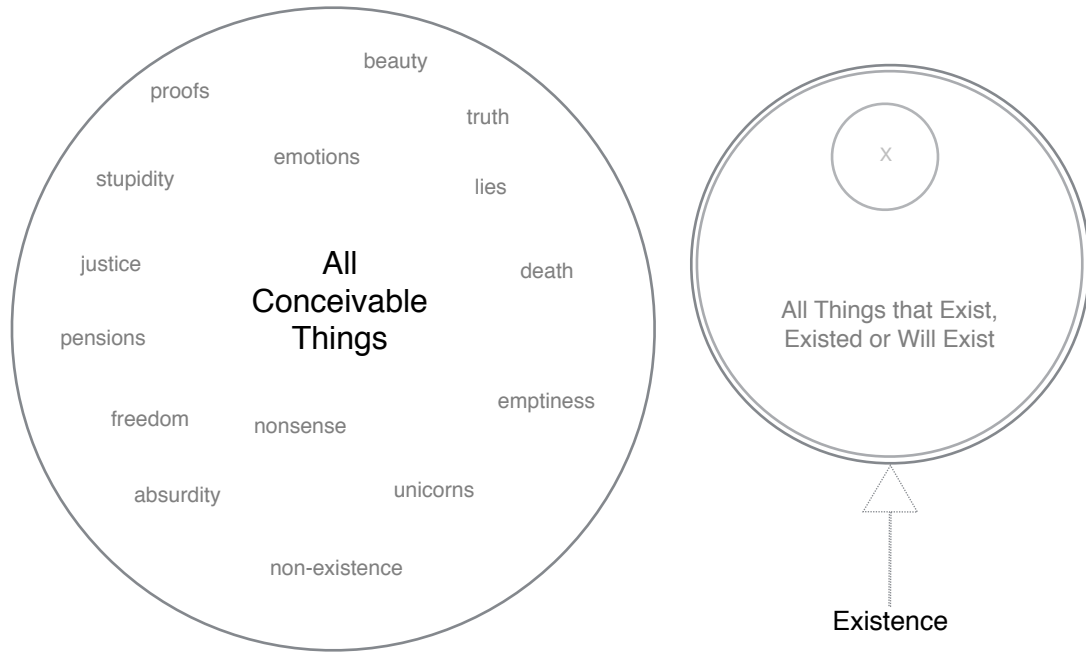 beauty
proofs
truth
emotions
stupidity
lies
justice
All
Conceivable
Things
death
pensions
emptiness
freedom
nonsense
absurdity
unicorns
non-existence
x
All Things that Exist,
Existed or Will Exist
Existence